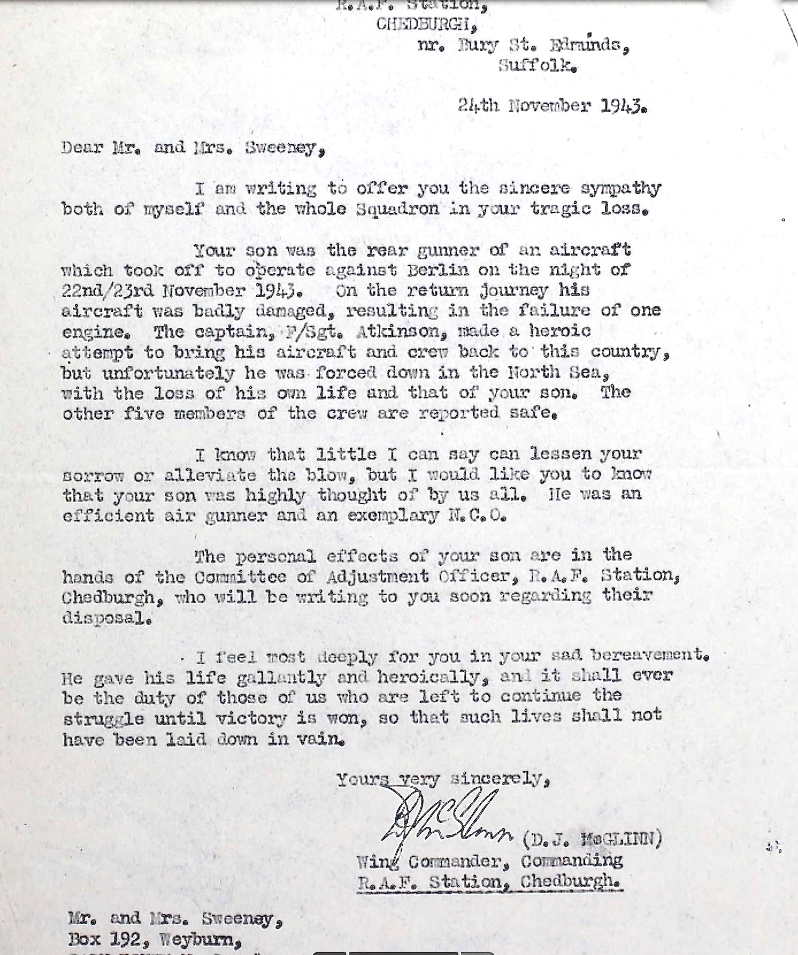 R.A.F. Station,
CHEDBURGH,
nr. Bury St. Edmunds,
Suffolk.
24th November 1943.
Dear Mr. and Mrs. Sweeney,
I am writing to offer you the sincere sympathy
both of myself and the whole Squadron in your tragic loss.
Your son was the rear gunner of an aircraft
which took off to operate against Berlin on the night of
22nd/23rd November 1943. On the return journey his
aircraft was badly damaged, resulting in the failure of one
engine. The captain, F/Sgt. Atkinson, made a heroic
attempt to bring his aircraft and crew back to this country,
but unfortunately he was forced down in the North Sea,
with the loss of his own life and that of your son. The
other five members of the crew are reported safe.
I know that little I can say can lessen your
sorrow or alleviate the blow, but I would like you to know
that your son was highly thought of by us all. He was an
efficient air gunner and an exemplary N.C.O.
The personal effects of your son are in the
hands of the Committee of Adjustment Officer, R.A.F. Station,
Chedburgh, who will be writing to you soon regarding their
disposal.
I feel most deeply for you in your sad bereavement.
He gave his life gallantly and heroically, and it shall ever
be the duty of those of us who are left to continue the
struggle until victory is won, so that such lives shall not
have been laid down in vain.
Yours very sincerely,
(D.J. McGLINN)
Wing Commander, Commanding
R.A.F. Station, Chedburgh.
Mr. and Mrs. Sweeney,
Box 192, Weyburn,